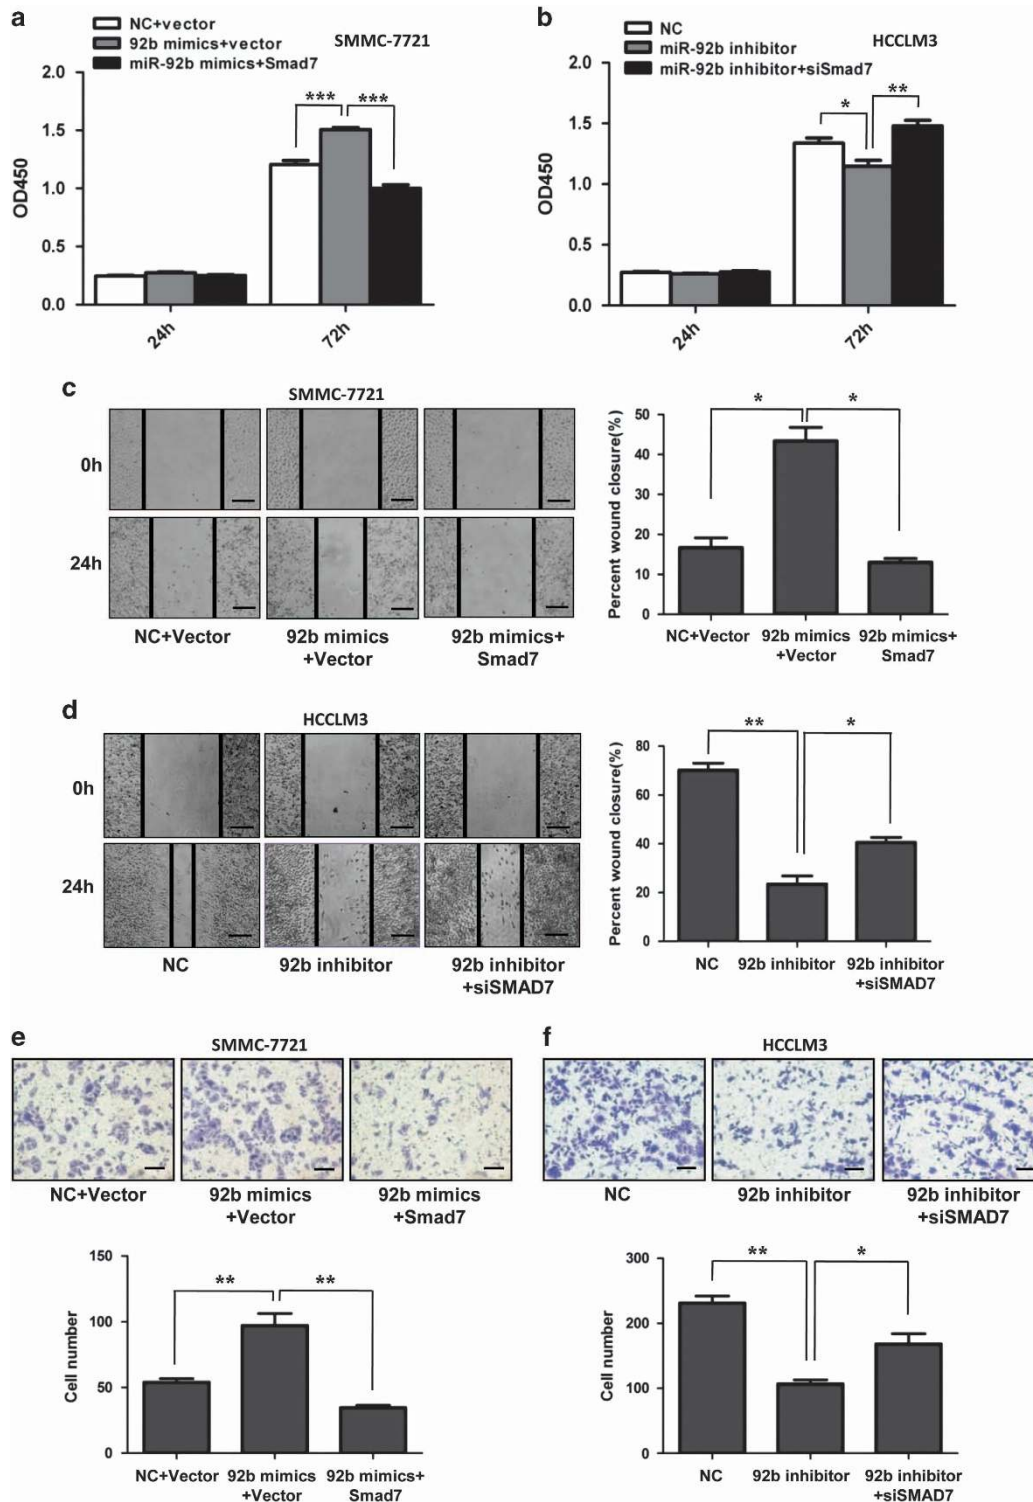 a
NC+vector
92b mimics+vector
miR-92b mimics+Smad7
SMMC-7721
2.0
1.5
1.0
0.5
0.0
OD450
***
***
24h
72h
b
NC
miR-92b inhibitor
miR-92b inhibitor+siSmad7
HCCLM3
2.0
1.5
1.0
0.5
0.0
OD450
*
**
24h
72h
c
SMMC-7721
0h
24h
NC+Vector
92b mimics
+Vector
92b mimics+
Smad7
Percent wound closure(%)
50
40
30
20
10
0
*
*
NC+Vector
92b mimics
+Vector
92b mimics+
Smad7
d
HCCLM3
0h
24h
NC
92b inhibitor
92b inhibitor
+siSMAD7
Percent wound closure(%)
80
60
40
20
0
**
*
NC
92b inhibitor
92b inhibitor
+siSMAD7
e
SMMC-7721
NC+Vector
92b mimics
+Vector
92b mimics
+Smad7
Cell number
150
100
50
0
**
**
NC+Vector
92b mimics
+Vector
92b mimics+
Smad7
f
HCCLM3
NC
92b inhibitor
92b inhibitor
+siSMAD7
Cell number
300
200
100
0
**
*
NC
92b inhibitor
92b inhibitor
+siSMAD7